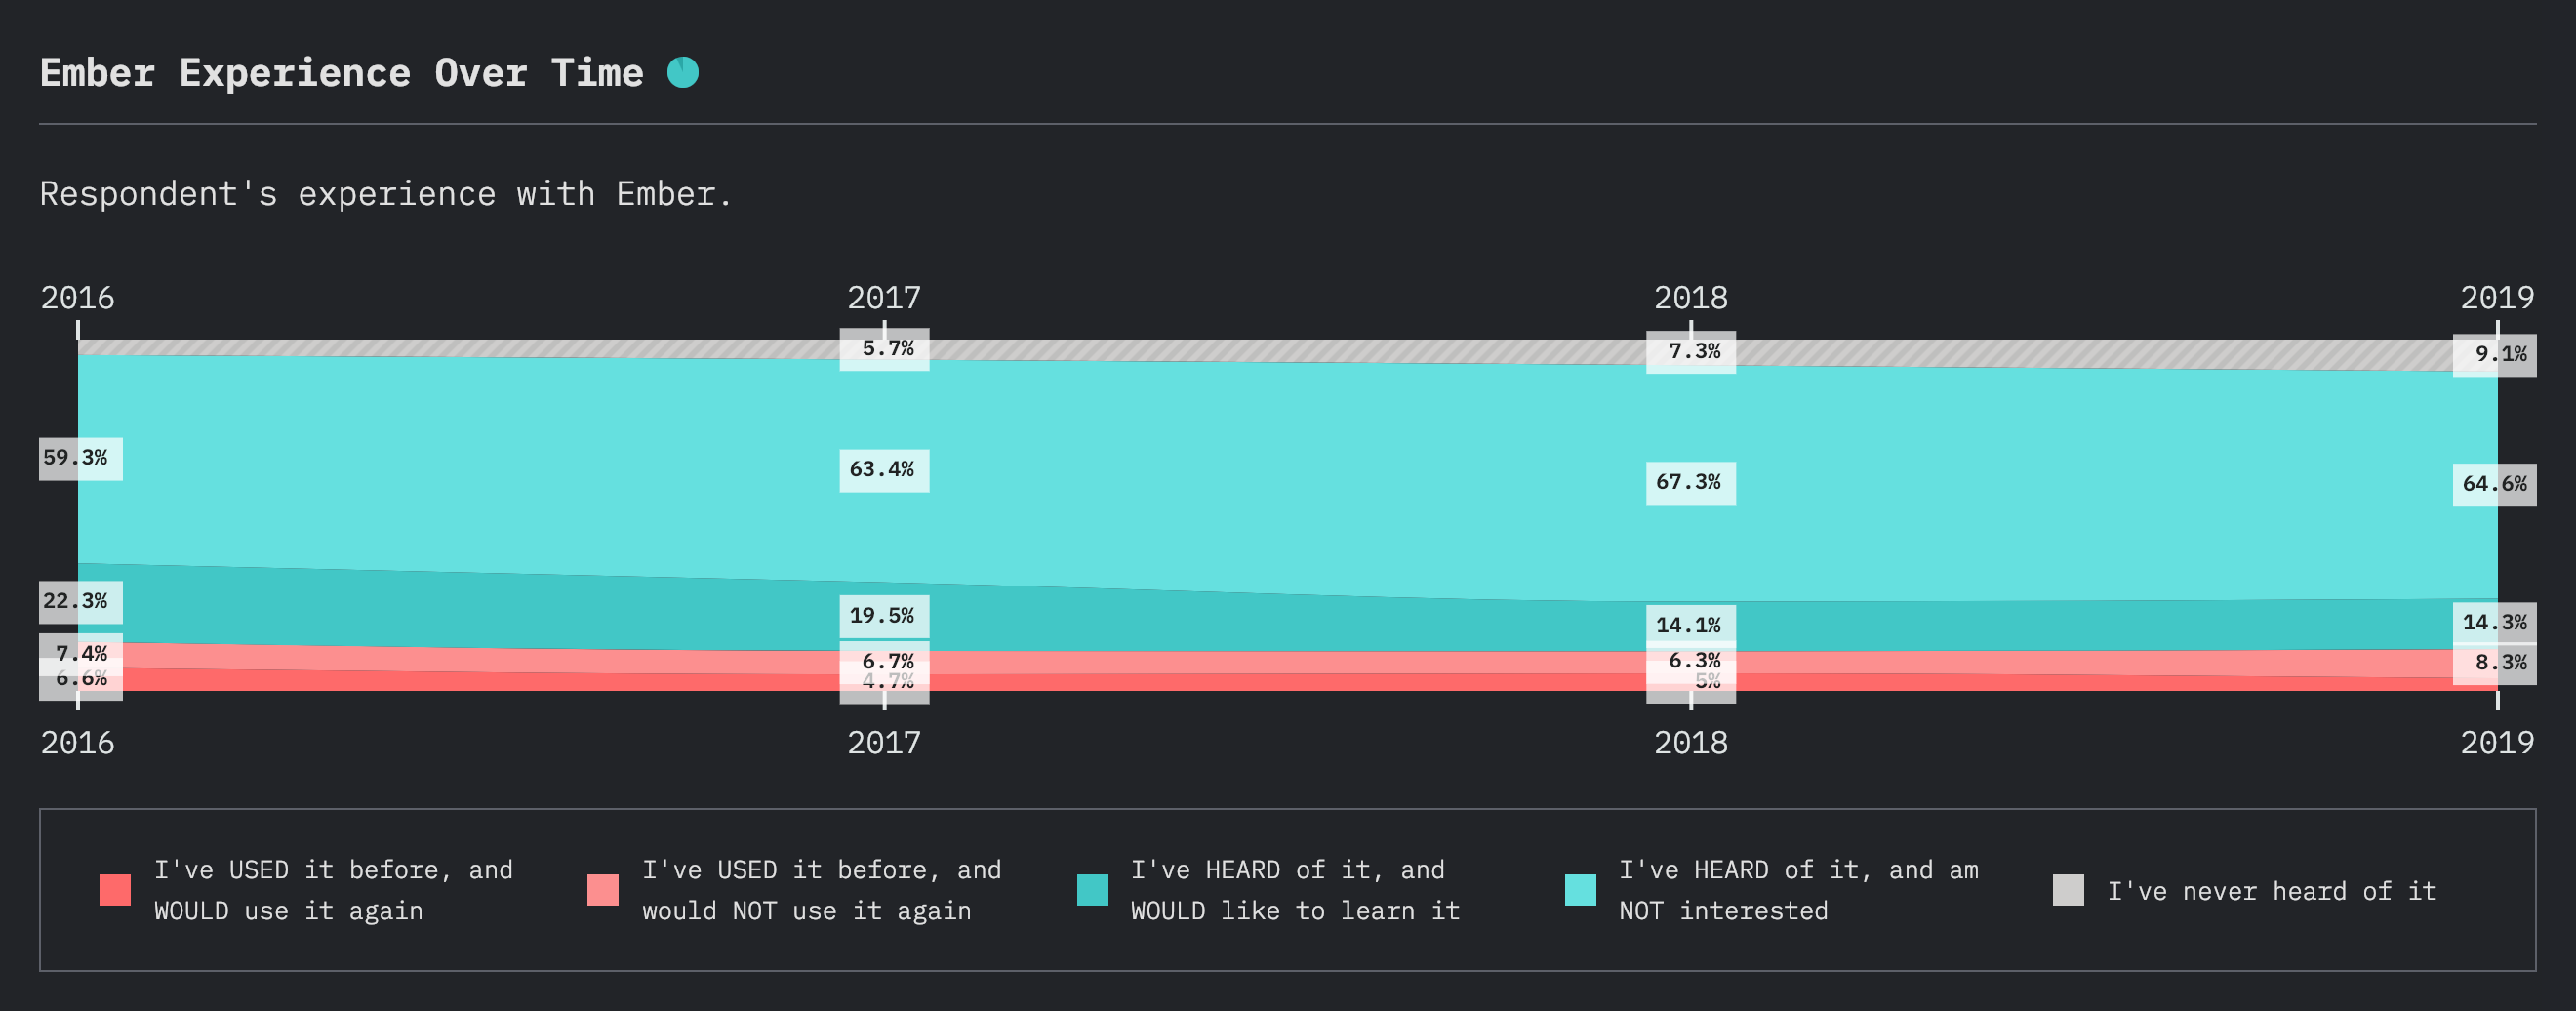 Ember Experience Over Time
Respondent's experience with Ember.
2016 2017 2018 2019
5.7% 7.3% 9.1%
59.3% 63.4% 67.3% 64.6%
22.3% 19.5% 14.1% 14.3%
7.4% 6.7% 6.3% 8.3%
6.6% 4.7% 5%
2016 2017 2018 2019
I've USED it before, and
WOULD use it again
I've USED it before, and
would NOT use it again
I've HEARD of it, and
WOULD like to learn it
I've HEARD of it, and am
NOT interested
I've never heard of it